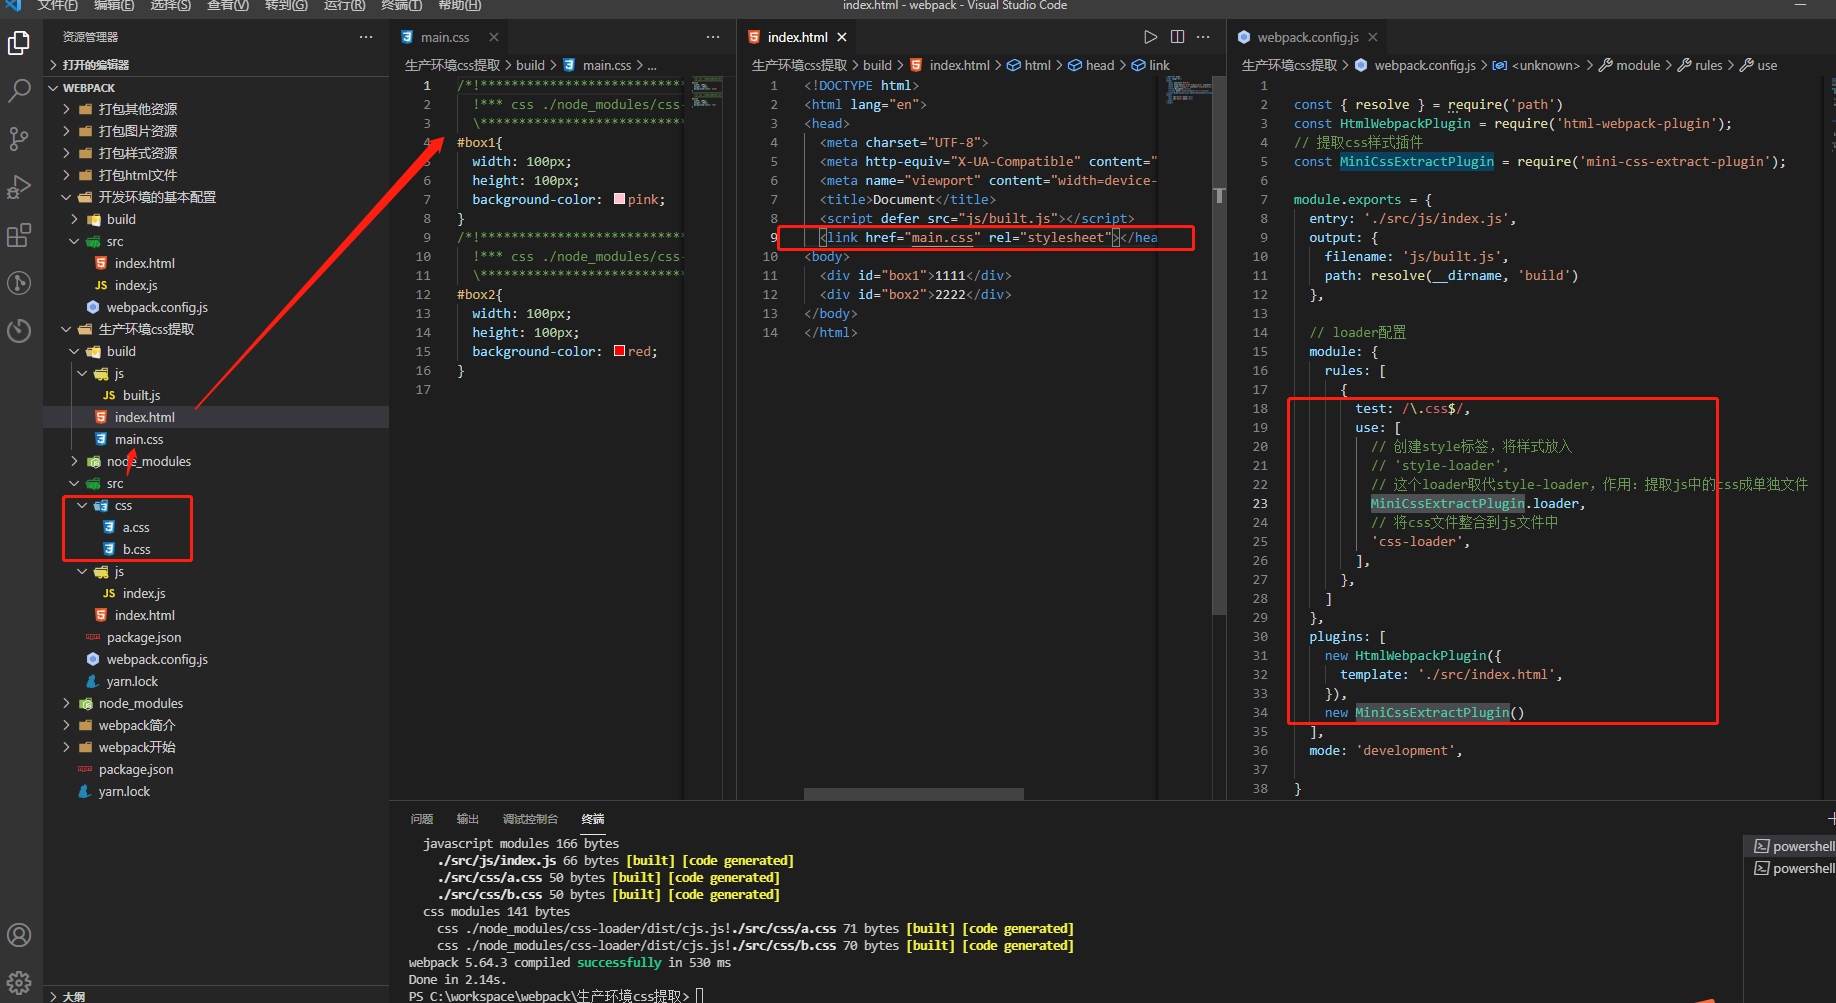 文件(F) 编辑(E) 选择(S) 查看(V) 转到(G) 运行(R) 终端(T) 帮助(H)
index.html - webpack - Visual Studio Code
资源管理器
打开的编辑器
WEBPACK
打包其他资源
打包图片资源
打包样式资源
打包html文件
开发环境的基本配置
build
src
index.html
index.js
webpack.config.js
生产环境css提取
build
js
built.js
index.html
main.css
node_modules
src
css
a.css
b.css
js
index.js
index.html
package.json
webpack.config.js
yarn.lock
node_modules
webpack简介
webpack开始
package.json
yarn.lock
大纲
main.css
生产环境css提取 > build > main.css > ...
1 /*!***************************
2 !*** css ./node_modules/css-
3 \***************************
4 #box1{
5 width: 100px;
6 height: 100px;
7 background-color: pink;
8 }
9 /*!***************************
10 !*** css ./node_modules/css-
11 \***************************
12 #box2{
13 width: 100px;
14 height: 100px;
15 background-color: red;
16 }
17
index.html
生产环境css提取 > build > index.html > html > head > link
1 <!DOCTYPE html>
2 <html lang="en">
3 <head>
4 <meta charset="UTF-8">
5 <meta http-equiv="X-UA-Compatible" content="
6 <meta name="viewport" content="width=device-
7 <title>Document</title>
8 <script defer src="js/built.js"></script>
9 <link href="main.css" rel="stylesheet"></hea
10 <body>
11 <div id="box1">1111</div>
12 <div id="box2">2222</div>
13 </body>
14 </html>
webpack.config.js
生产环境css提取 > webpack.config.js > <unknown> > module > rules > use
1
2 const { resolve } = require('path')
3 const HtmlWebpackPlugin = require('html-webpack-plugin');
4 // 提取css样式插件
5 const MiniCssExtractPlugin = require('mini-css-extract-plugin');
6
7 module.exports = {
8 entry: './src/js/index.js',
9 output: {
10 filename: 'js/built.js',
11 path: resolve(__dirname, 'build')
12 },
13
14 // loader配置
15 module: {
16 rules: [
17 {
18 test: /\.css$/,
19 use: [
20 // 创建style标签，将样式放入
21 // 'style-loader',
22 // 这个loader取代style-loader，作用：提取js中的css成单独文件
23 MiniCssExtractPlugin.loader,
24 // 将css文件整合到js文件中
25 'css-loader',
26 ],
27 },
28 ]
29 },
30 plugins: [
31 new HtmlWebpackPlugin({
32 template: './src/index.html',
33 }),
34 new MiniCssExtractPlugin()
35 ],
36 mode: 'development',
37
38 }
问题 输出 调试控制台 终端
javascript modules 166 bytes
./src/js/index.js 66 bytes [built] [code generated]
./src/css/a.css 50 bytes [built] [code generated]
./src/css/b.css 50 bytes [built] [code generated]
css modules 141 bytes
css ./node_modules/css-loader/dist/cjs.js!./src/css/a.css 71 bytes [built] [code generated]
css ./node_modules/css-loader/dist/cjs.js!./src/css/b.css 70 bytes [built] [code generated]
webpack 5.64.3 compiled successfully in 530 ms
Done in 2.14s.
PS C:\workspace\webpack\生产环境css提取>
powershell
powershell